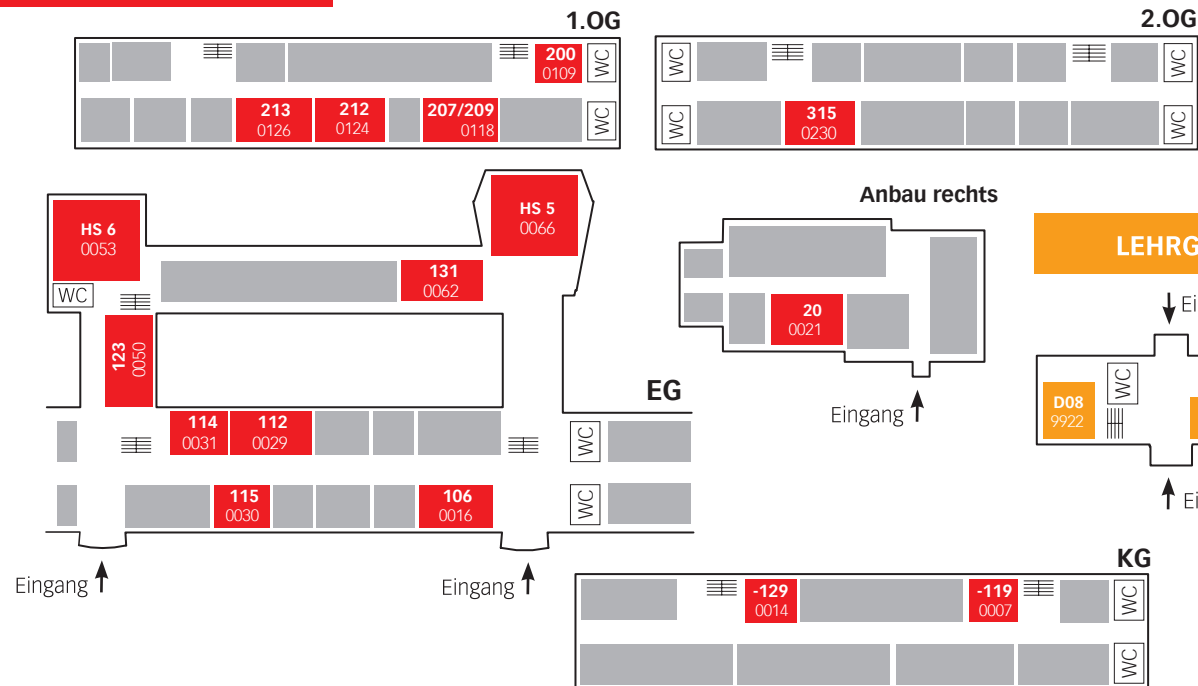 1.OG
200
0109
WC
213
0126
212
0124
207/209
0118
WC
2.OG
WC
WC
WC
315
0230
WC
HS 6
0053
WC
HS 5
0066
131
0062
123
0050
EG
114
0031
112
0029
WC
115
0030
106
0016
WC
Eingang
Eingang
Anbau rechts
20
0021
Eingang
LEHRG
Ei
D08
9922
WC
Ei
KG
-129
0014
-119
0007
WC
WC